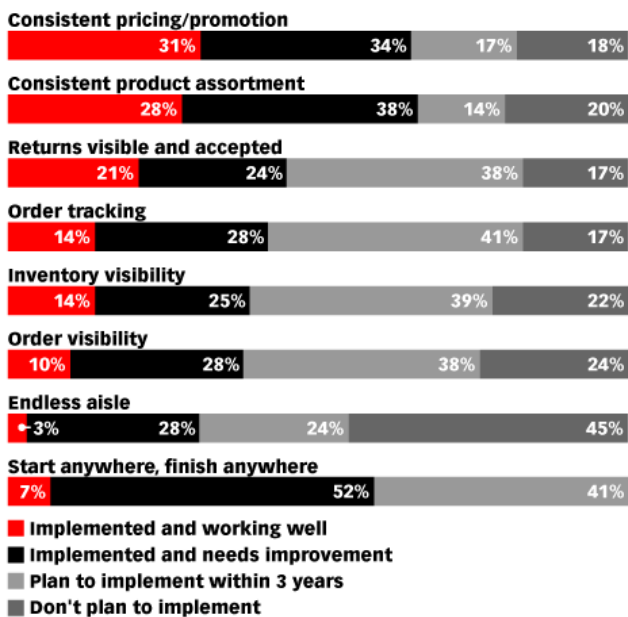 Consistent pricing/promotion
31% 34% 17% 18%
Consistent product assortment
28% 38% 14% 20%
Returns visible and accepted
21% 24% 38% 17%
Order tracking
14% 28% 41% 17%
Inventory visibility
14% 25% 39% 22%
Order visibility
10% 28% 38% 24%
Endless aisle
3% 28% 24% 45%
Start anywhere, finish anywhere
7% 52% 41%
Implemented and working well
Implemented and needs improvement
Plan to implement within 3 years
Don't plan to implement